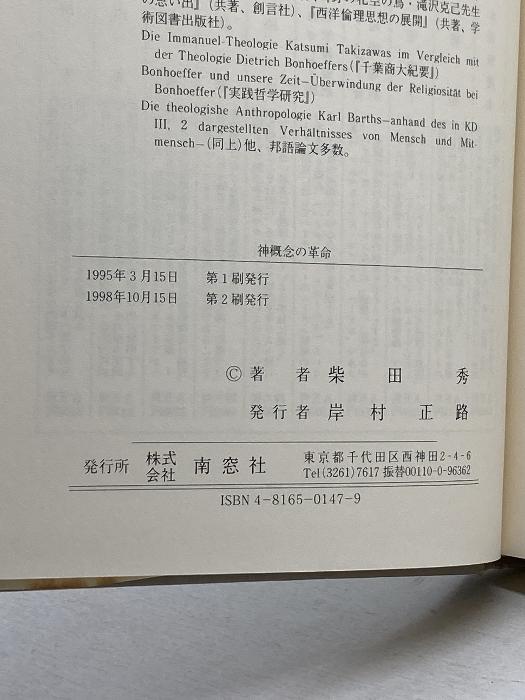 の思い出』(共著、創言社)、『西洋倫理思想の展開』(共著、学
術図書出版社)。
Die Immanuel-Theologie Katsumi Takizawas im Vergleich mit
der Theologie Dietrich Bonhoeffers(『千葉商大紀要』)
Bonhoeffer und unsere Zeit−Überwindung der Religiosität bei
Bonhoeffer(『実践哲学研究』)
Die theologishe Anthropologie Karl Barths−anhand des in KD
III, 2 dargestellten Verhältnisses von Mensch und Mit-
mensch−(同上)他、邦語論文多数。
神概念の革命
1995年3月15日 第1刷発行
1998年10月15日 第2刷発行
©著者 柴田 秀
発行者 岸村正路
発行所 株式会社 南窓社
東京都千代田区西神田2-4-6
Tel(3261)7617 振替00110-0-96362
ISBN 4-8165-0147-9